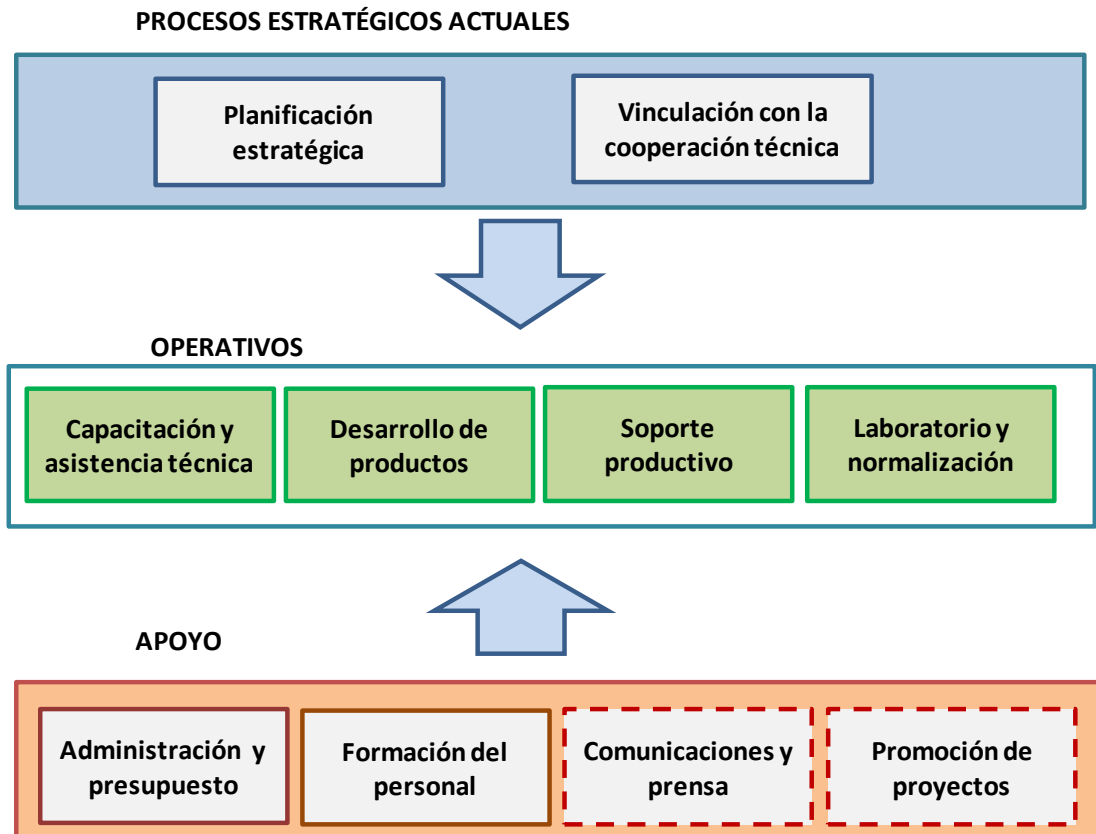 PROCESOS ESTRATÉGICOS ACTUALES
Planificación
estratégica
Vinculación con la
cooperación técnica
OPERATIVOS
Capacitación y
asistencia técnica
Desarrollo de
productos
Soporte
productivo
Laboratorio y
normalización
APOYO
Administración y
presupuesto
Formación del
personal
Comunicaciones y
prensa
Promoción de
proyectos